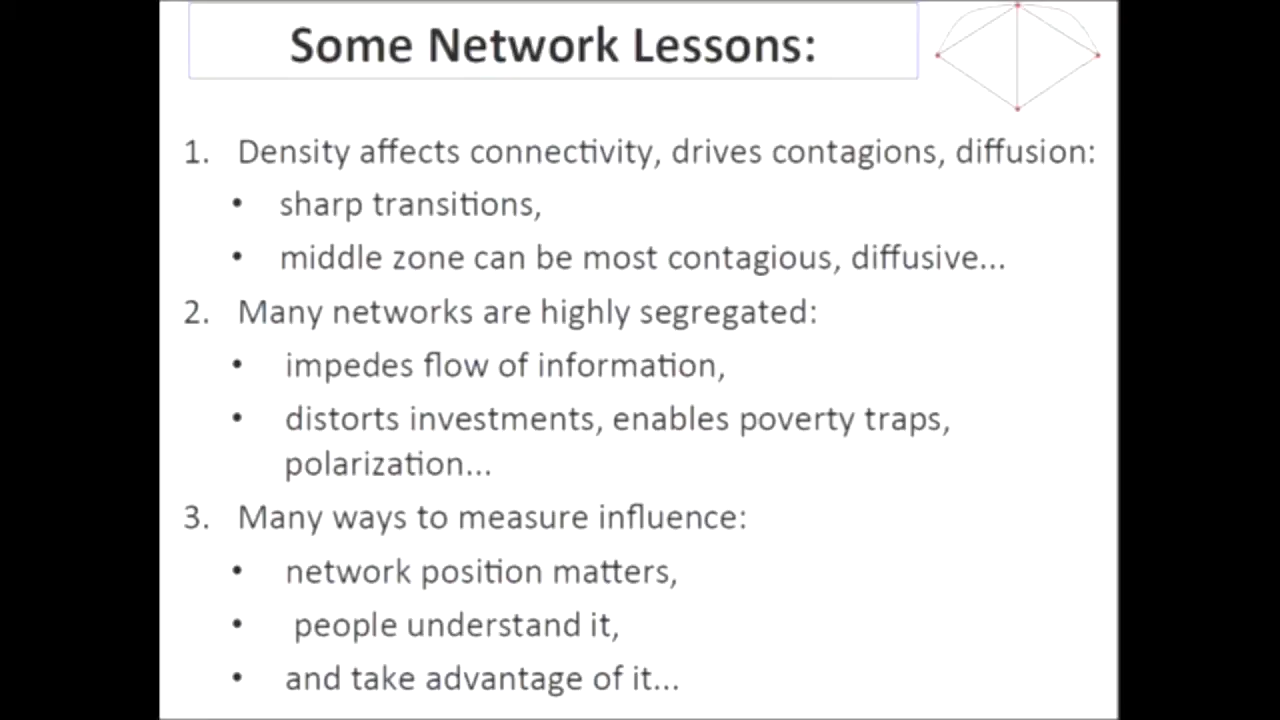 Some Network Lessons:
1. Density affects connectivity, drives contagions, diffusion:
• sharp transitions,
• middle zone can be most contagious, diffusive...
2. Many networks are highly segregated:
• impedes flow of information,
• distorts investments, enables poverty traps,
polarization...
3. Many ways to measure influence:
• network position matters,
• people understand it,
• and take advantage of it...